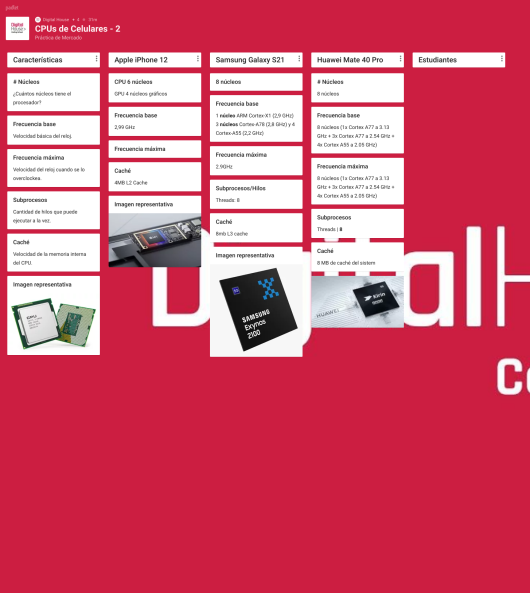 padlet
Digital House + 4 • 21m
CPUs de Celulares - 2
Práctica de Mercado
Características
# Núcleos
¿Cuántos núcleos tiene el
procesador?
Frecuencia base
Velocidad básica del reloj.
Frecuencia máxima
Velocidad del reloj cuando se lo
overclockea.
Subprocesos
Cantidad de hilos que puede
ejecutar a la vez.
Caché
Velocidad de la memoria interna
del CPU.
Imagen representativa
Apple iPhone 12
CPU 6 núcleos
GPU 4 núcleos gráficos
Frecuencia base
2,99 GHz
Frecuencia máxima
Caché
4MB L2 Cache
Imagen representativa
Samsung Galaxy S21
8 núcleos
Frecuencia base
1 núcleo ARM Cortex-X1 (2,9 GHz)
3 núcleos Cortex-A78 (2,8 GHz) y 4
Cortex-A55 (2,2 GHz)
Frecuencia máxima
2.9GHz
Subprocesos/Hilos
Threads: 8
Caché
8mb L3 cache
Imagen representativa
SAMSUNG
Exynos
2100
Huawei Mate 40 Pro
# Núcleos
8 núcleos
Frecuencia base
8 núcleos (1x Cortex A77 a 3.13
GHz + 3x Cortex A77 a 2.54 GHz +
4x Cortex A55 a 2.05 GHz)
Frecuencia máxima
8 núcleos (1x Cortex A77 a 3.13
GHz + 3x Cortex A77 a 2.54 GHz +
4x Cortex A55 a 2.05 GHz)
Subprocesos
Threads | 8
Caché
8 MB de caché del sistem
HUAWEI
Kirin
Estudiantes